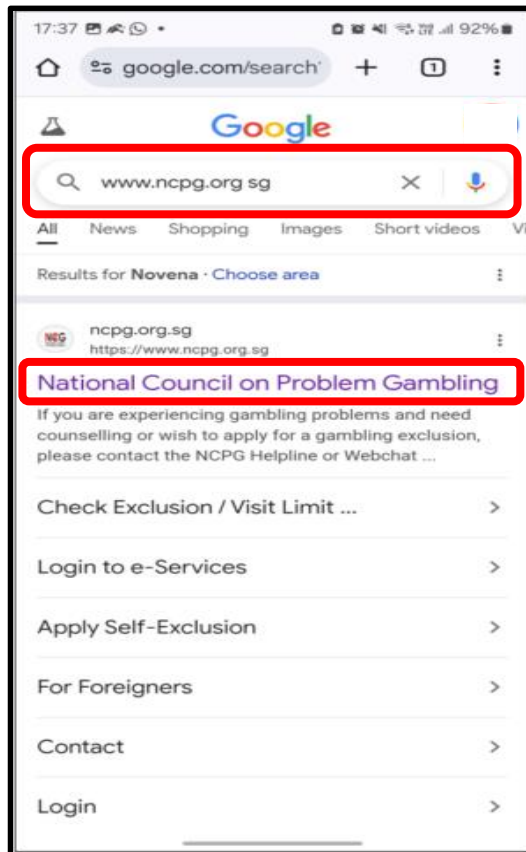 17:37 92%
google.com/search 1
Google
www.ncpg.org sg
All News Shopping Images Short videos Vi
Results for Novena · Choose area
ncpg.org.sg
https://www.ncpg.org.sg
National Council on Problem Gambling
If you are experiencing gambling problems and need
counselling or wish to apply for a gambling exclusion,
please contact the NCPG Helpline or Webchat ...
Check Exclusion / Visit Limit ...
Login to e-Services
Apply Self-Exclusion
For Foreigners
Contact
Login